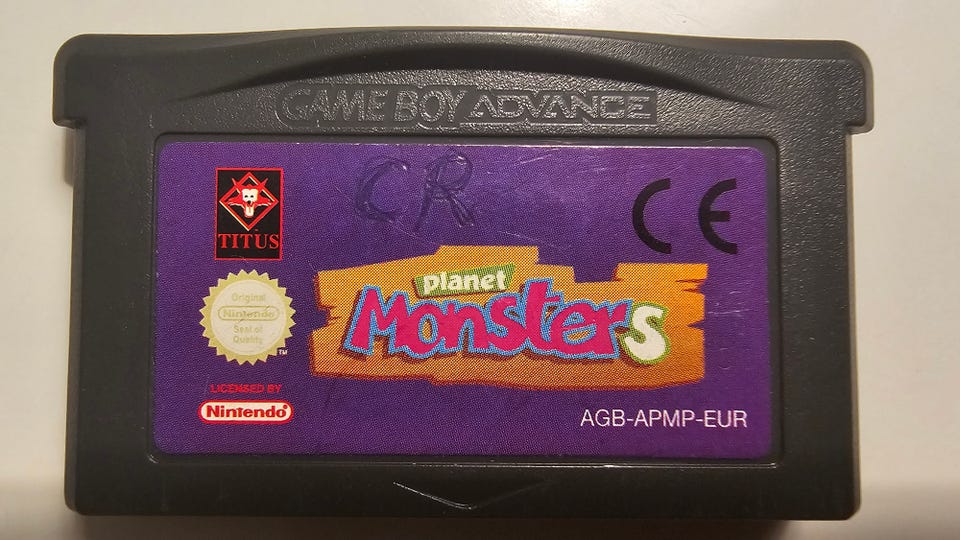 GAME BOY ADVANCE
CR
CE
TITUS
Planet
Monsters
Original
Nintendo
Seal of
Quality
TM
LICENSED BY
Nintendo
AGB-APMP-EUR